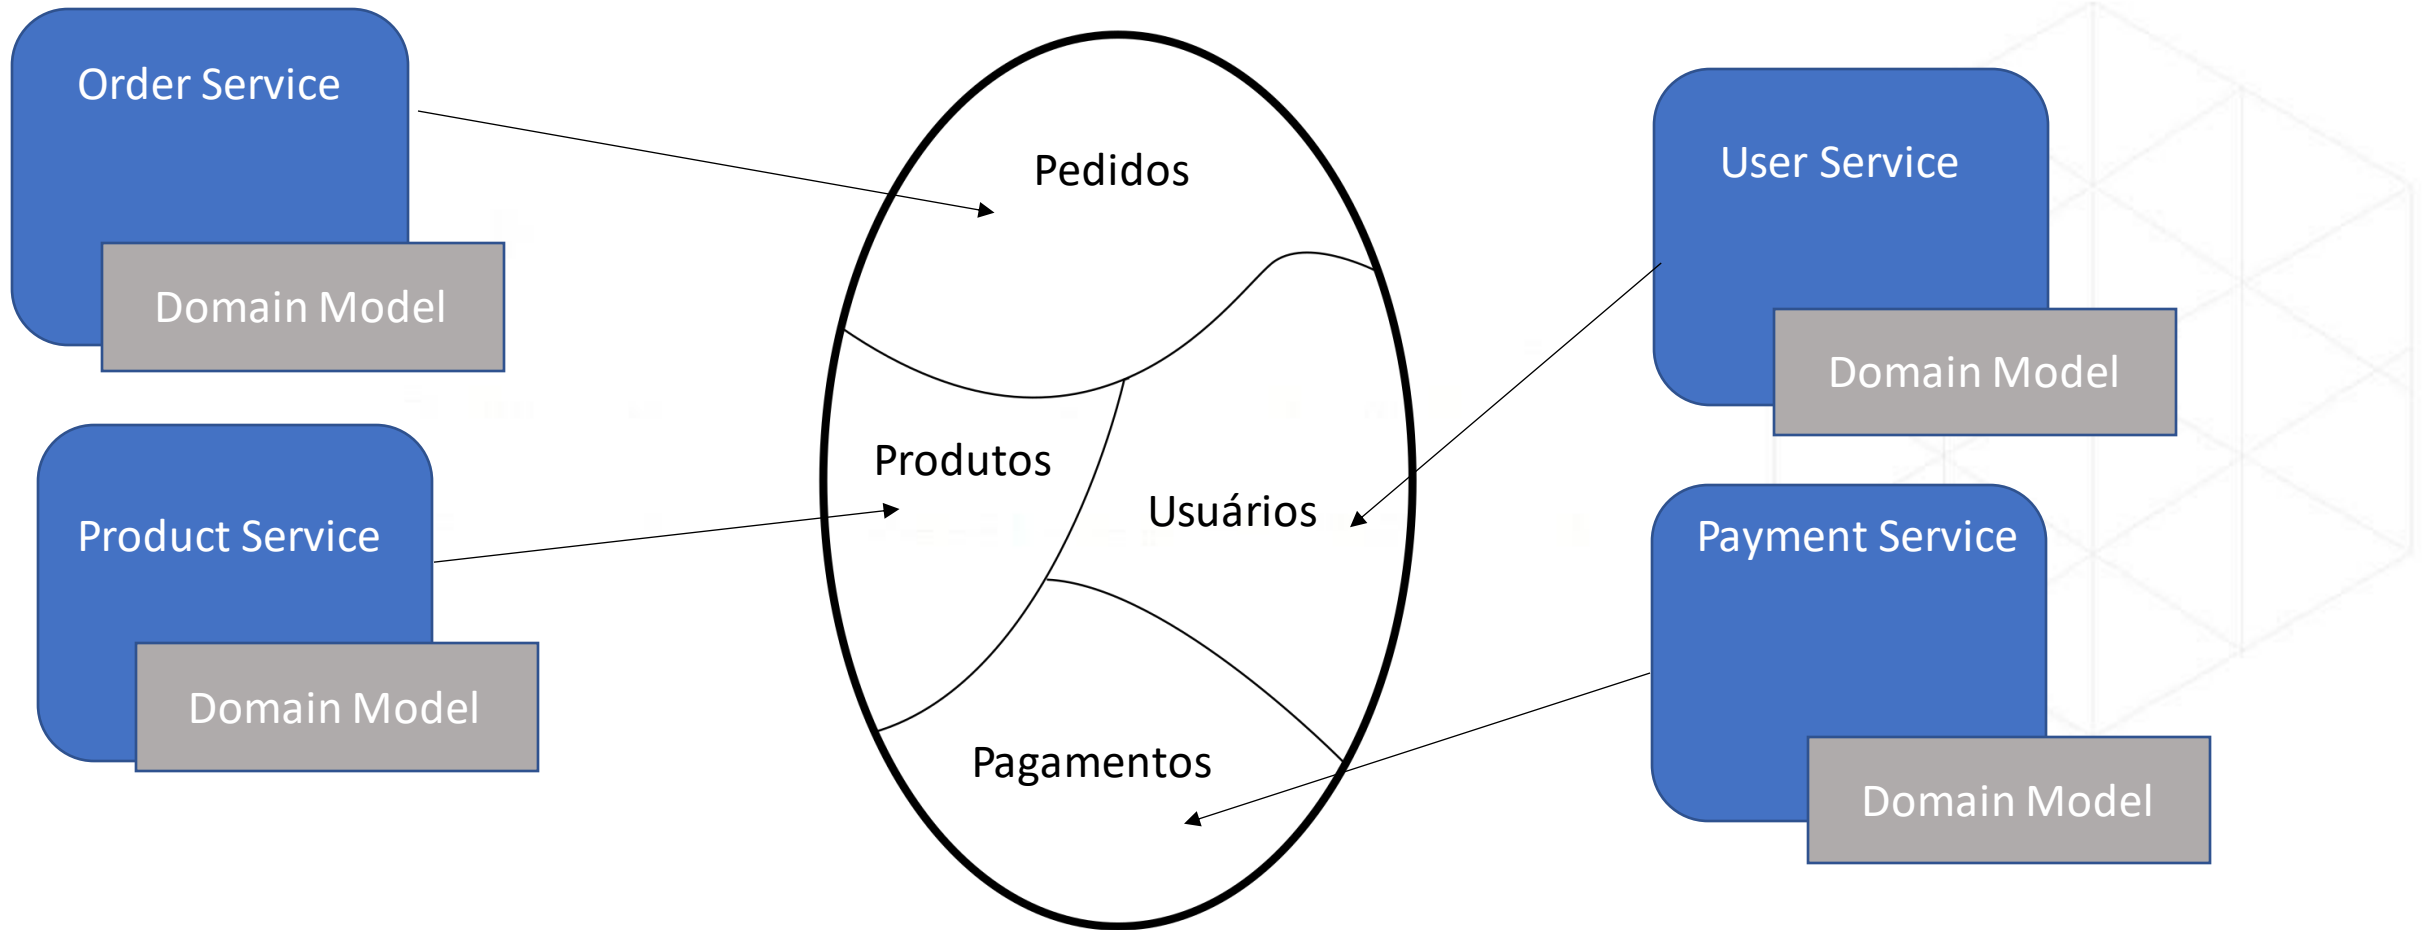 Order Service
Domain Model
Product Service
Domain Model
Pedidos
Produtos
Usuários
Pagamentos
User Service
Domain Model
Payment Service
Domain Model